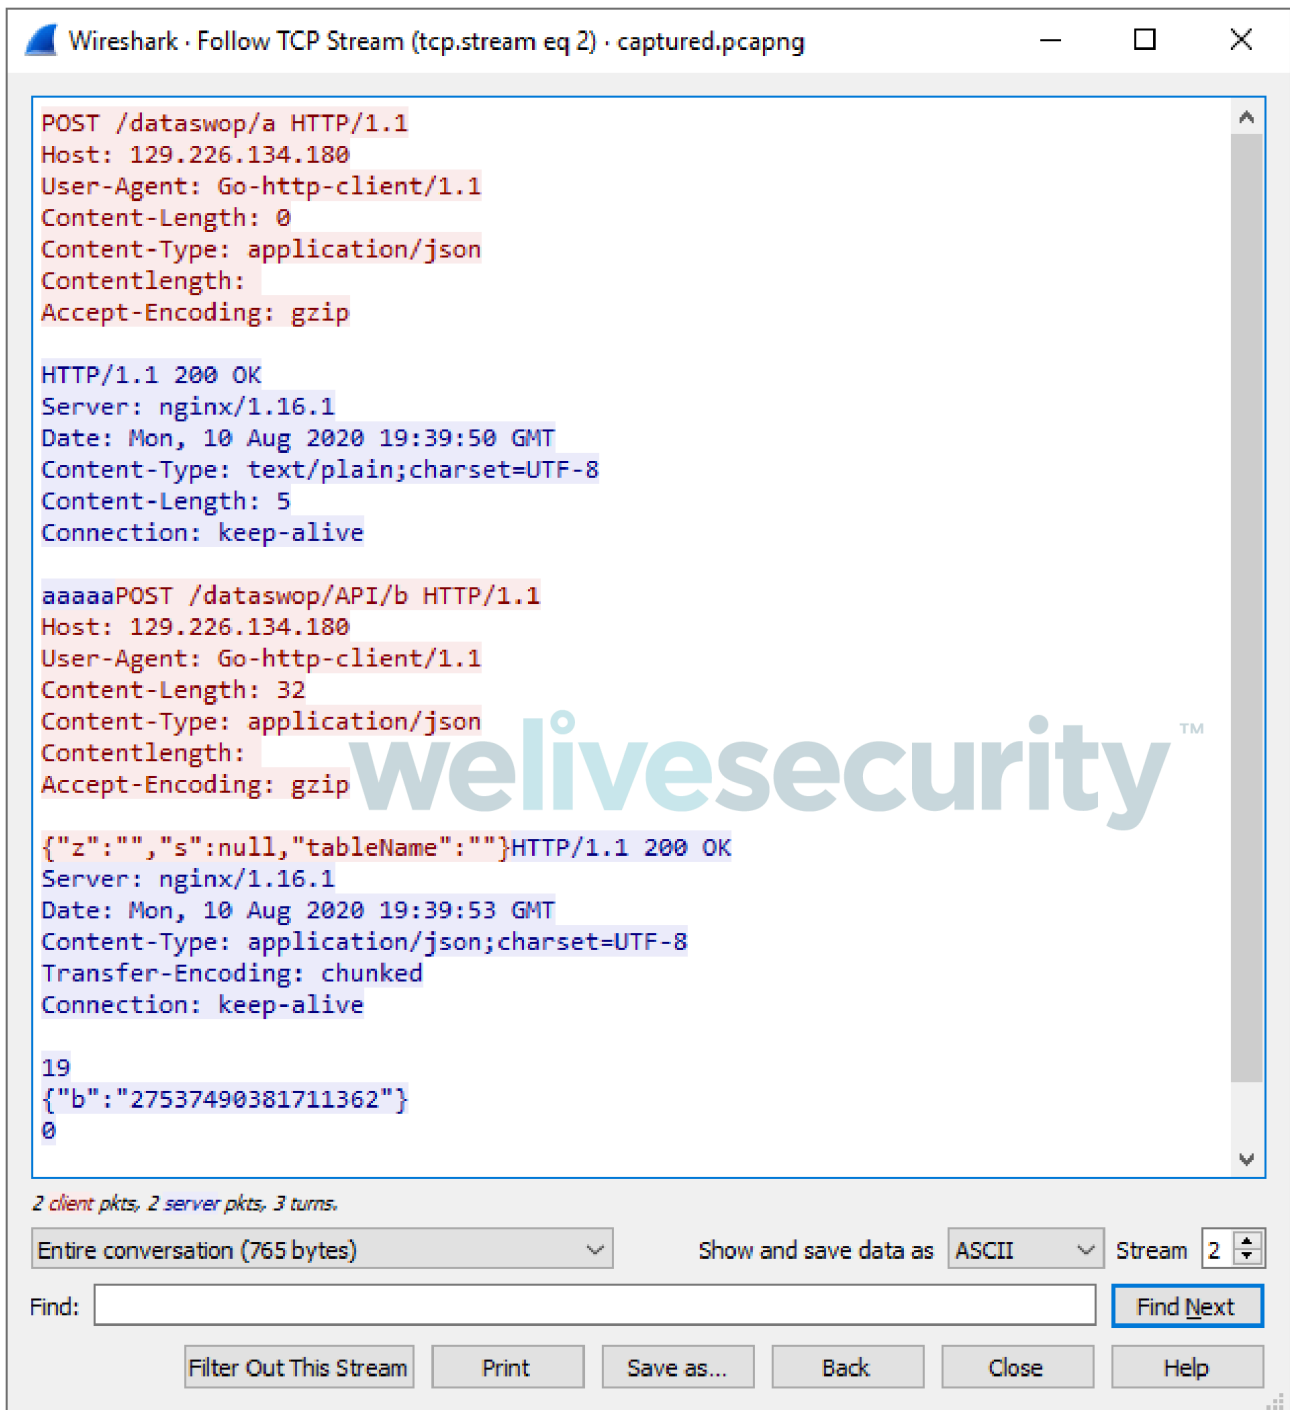 Wireshark · Follow TCP Stream (tcp.stream eq 2) · captured.pcapng
POST /dataswop/a HTTP/1.1
Host: 129.226.134.180
User-Agent: Go-http-client/1.1
Content-Length: 0
Content-Type: application/json
Contentlength:
Accept-Encoding: gzip
HTTP/1.1 200 OK
Server: nginx/1.16.1
Date: Mon, 10 Aug 2020 19:39:50 GMT
Content-Type: text/plain;charset=UTF-8
Content-Length: 5
Connection: keep-alive
aaaaaPOST /dataswop/API/b HTTP/1.1
Host: 129.226.134.180
User-Agent: Go-http-client/1.1
Content-Length: 32
Content-Type: application/json
Contentlength:
Accept-Encoding: gzip
welivesecurity™
{"z":"","s":null,"tableName":""}HTTP/1.1 200 OK
Server: nginx/1.16.1
Date: Mon, 10 Aug 2020 19:39:53 GMT
Content-Type: application/json;charset=UTF-8
Transfer-Encoding: chunked
Connection: keep-alive
19
{"b":"27537490381711362"}
0
2 client pkts, 2 server pkts, 3 turns.
Entire conversation (765 bytes) Show and save data as ASCII Stream 2
Find: Find Next
Filter Out This Stream Print Save as... Back Close Help